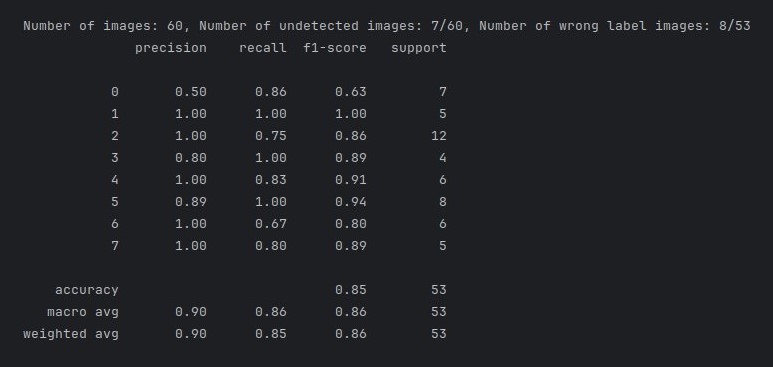 Number of images: 60, Number of undetected images: 7/60, Number of wrong label images: 8/53
precision recall f1-score support
0 0.50 0.86 0.63 7
1 1.00 1.00 1.00 5
2 1.00 0.75 0.86 12
3 0.80 1.00 0.89 4
4 1.00 0.83 0.91 6
5 0.89 1.00 0.94 8
6 1.00 0.67 0.80 6
7 1.00 0.80 0.89 5
accuracy 0.85 53
macro avg 0.90 0.86 0.86 53
weighted avg 0.90 0.85 0.86 53